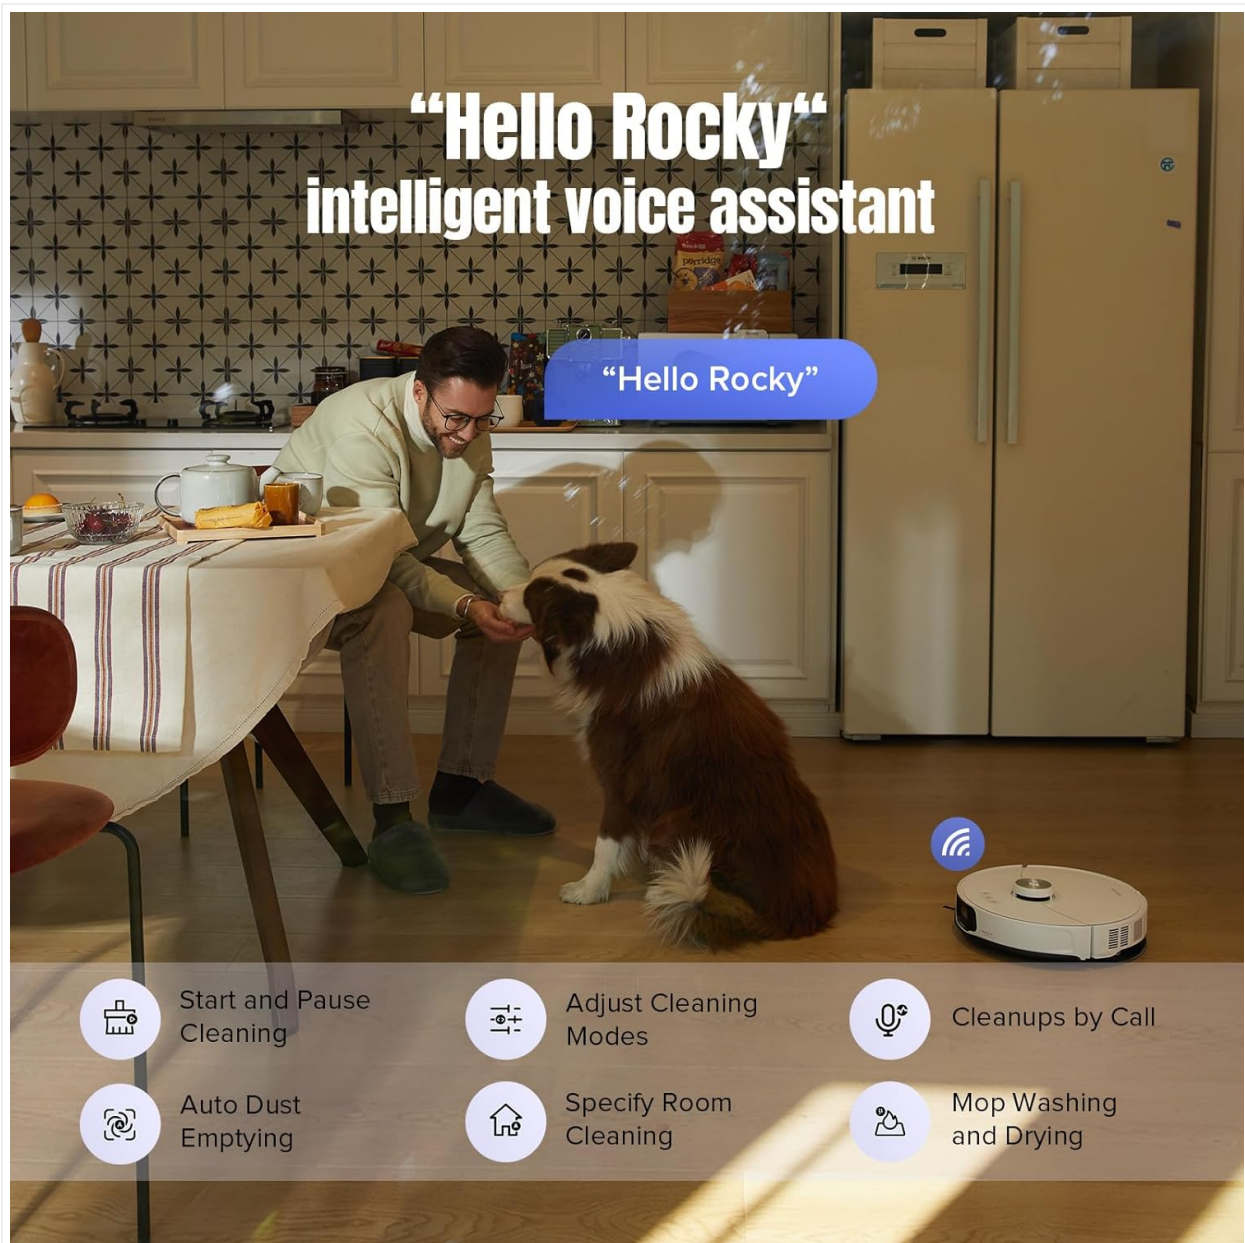 “Hello Rocky“
intelligent voice assistant
porridge
“Hello Rocky”
Start and Pause
Cleaning
Adjust Cleaning
Modes
Cleanups by Call
Auto Dust
Emptying
Specify Room
Cleaning
Mop Washing
and Drying